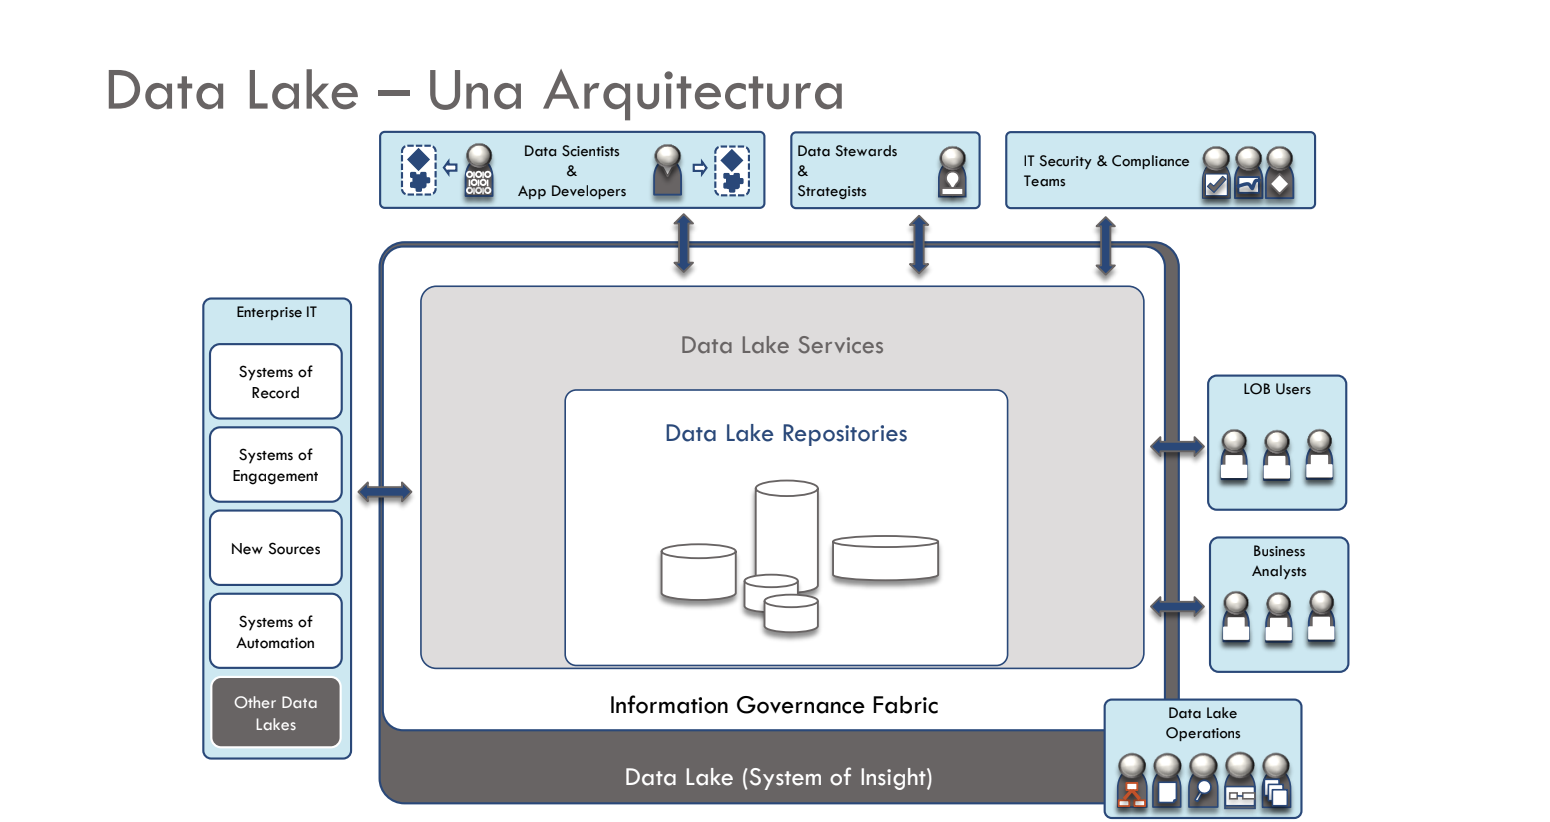 Data Lake – Una Arquitectura
Data Scientists
&
App Developers
Data Stewards
&
Strategists
IT Security & Compliance
Teams
Enterprise IT
Systems of
Record
Systems of
Engagement
New Sources
Systems of
Automation
Other Data
Lakes
Data Lake Services
Data Lake Repositories
Information Governance Fabric
Data Lake (System of Insight)
LOB Users
Business
Analysts
Data Lake
Operations